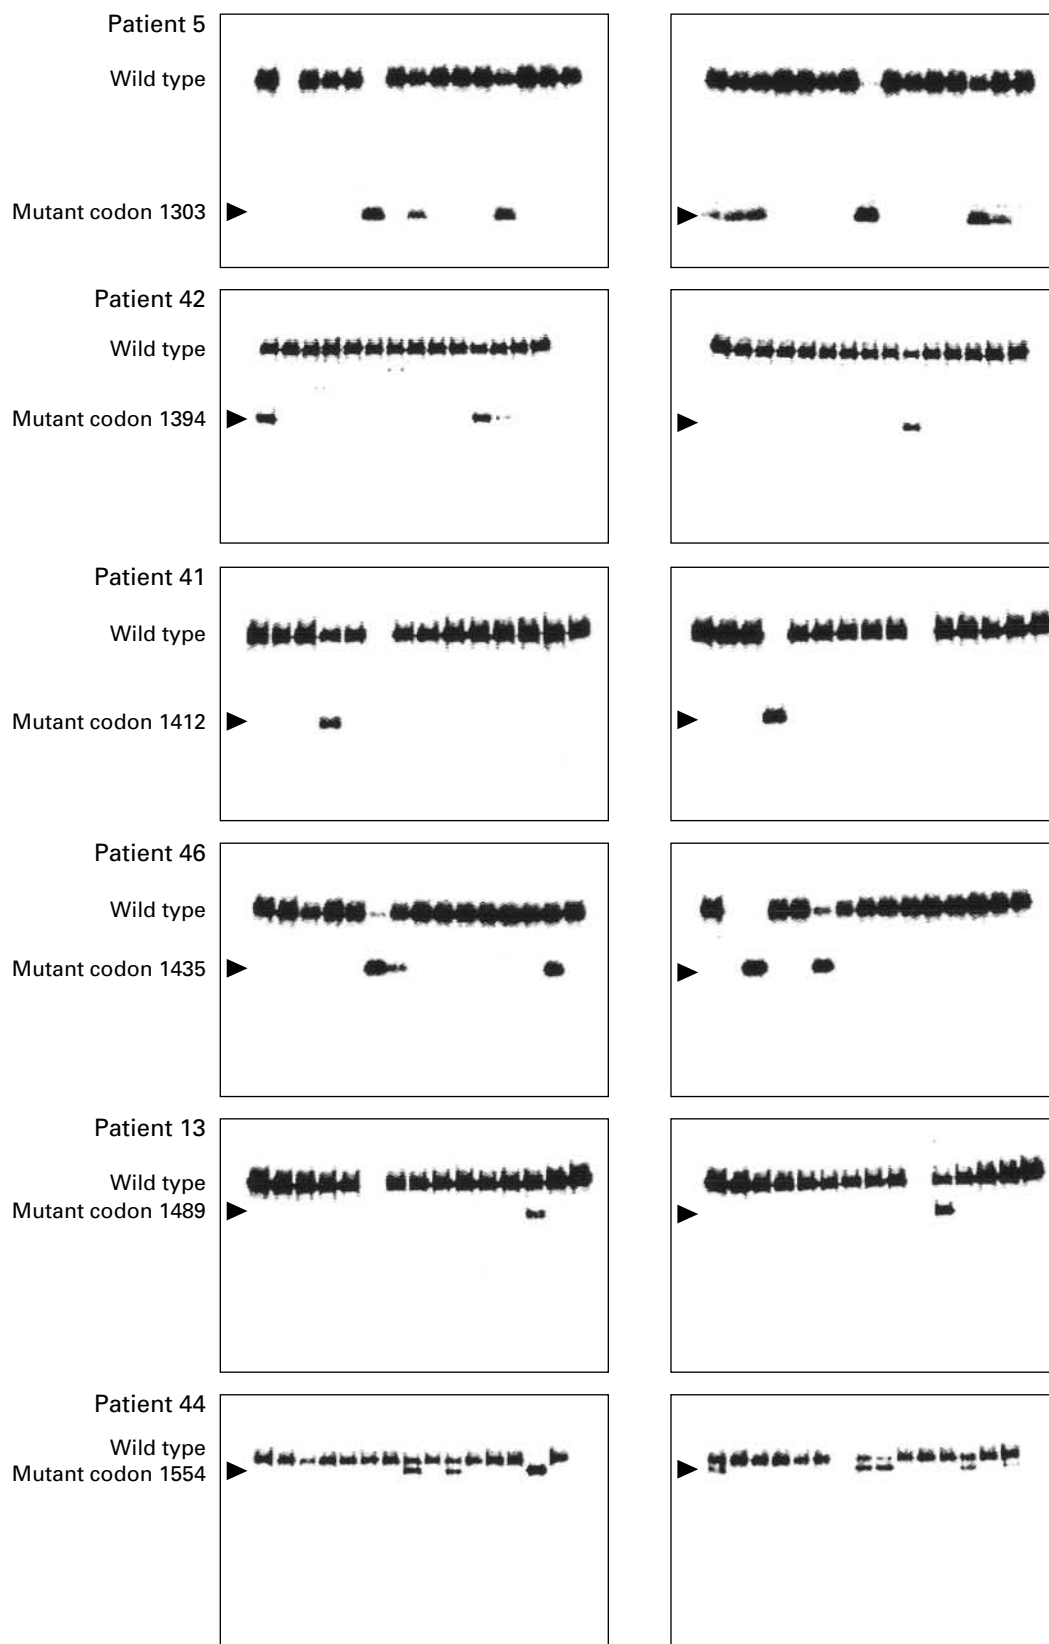 Patient 5
Wild type
Mutant codon 1303
Patient 42
Wild type
Mutant codon 1394
Patient 41
Wild type
Mutant codon 1412
Patient 46
Wild type
Mutant codon 1435
Patient 13
Wild type
Mutant codon 1489
Patient 44
Wild type
Mutant codon 1554